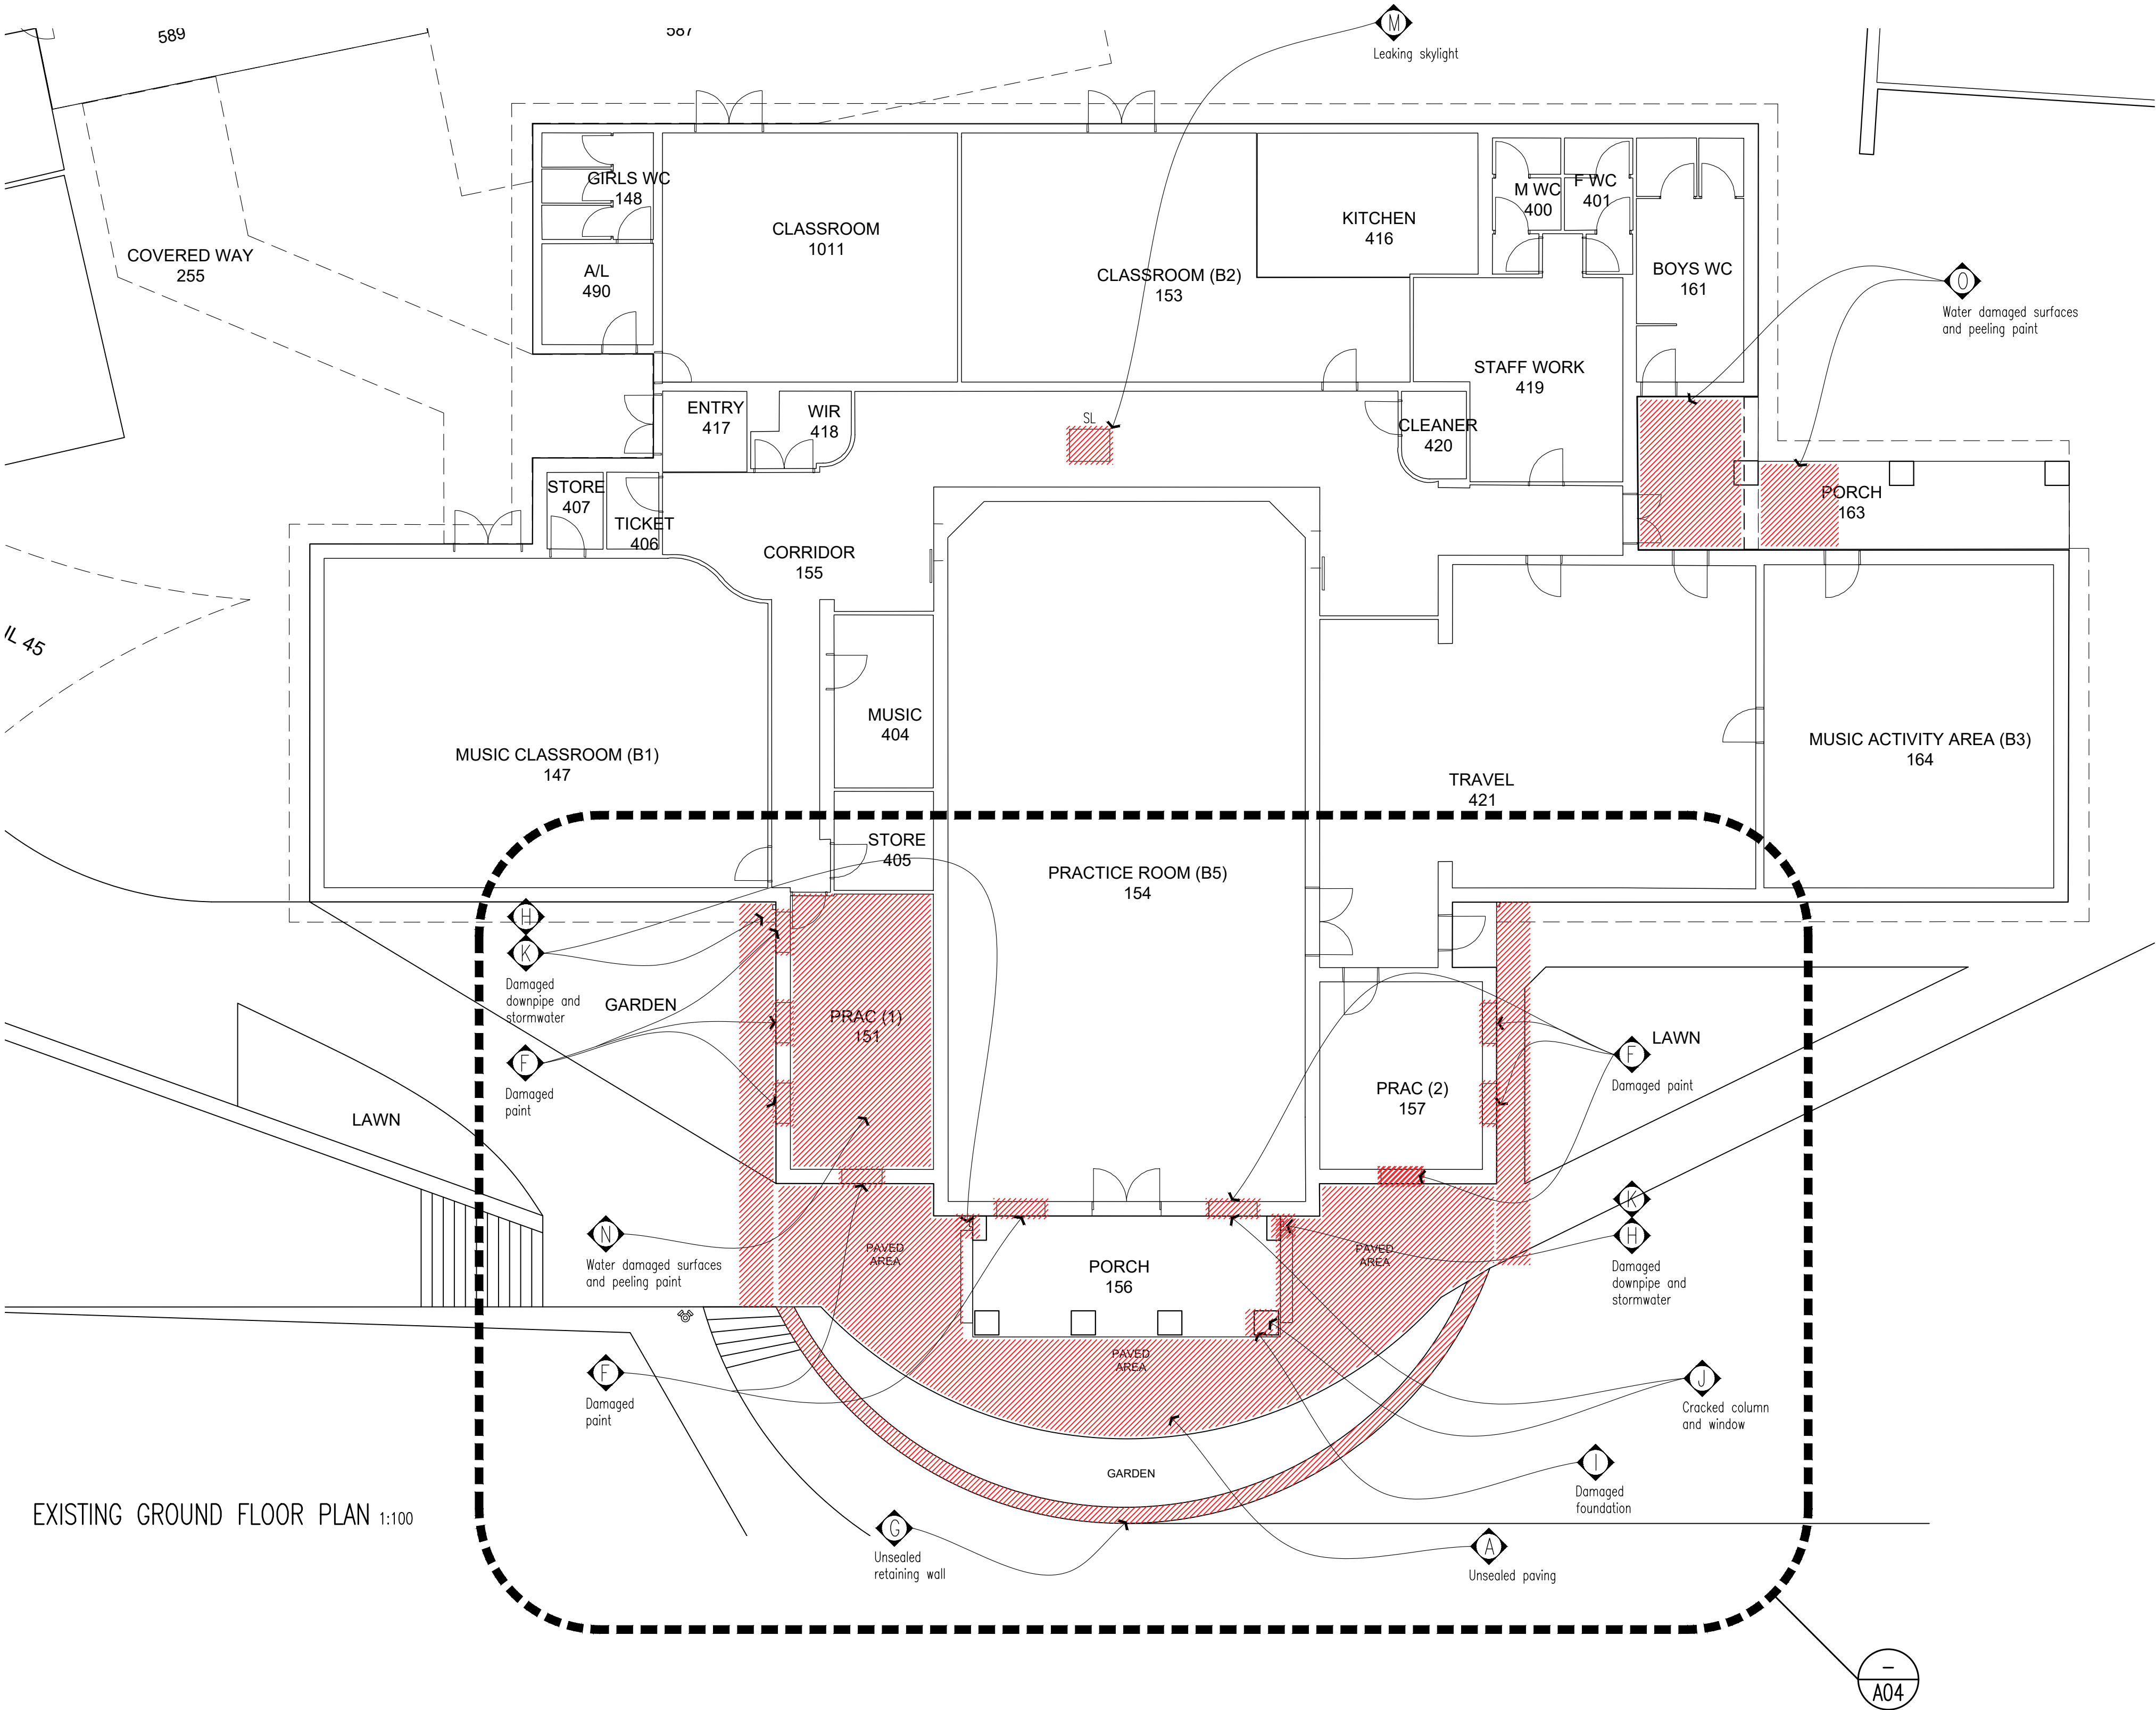 M
Leaking skylight
589
587
GIRLS WC
148
CLASSROOM
1011
CLASSROOM (B2)
153
KITCHEN
416
M WC
400
F WC
401
BOYS WC
161
COVERED WAY
255
A/L
490
O
Water damaged surfaces
and peeling paint
STAFF WORK
419
ENTRY
417
WIR
418
SL
CLEANER
420
STORE
407
TICKET
406
PORCH
163
CORRIDOR
155
IL 45
MUSIC
404
MUSIC CLASSROOM (B1)
147
MUSIC ACTIVITY AREA (B3)
164
TRAVEL
421
STORE
405
PRACTICE ROOM (B5)
154
H
K
Damaged
downpipe and
stormwater
GARDEN
PRAC (1)
151
F
Damaged
paint
LAWN
F
LAWN
Damaged paint
PRAC (2)
157
N
Water damaged surfaces
and peeling paint
PAVED
AREA
PORCH
156
PAVED
AREA
K
H
Damaged
downpipe and
stormwater
PAVED
AREA
F
Damaged
paint
J
Cracked column
and window
GARDEN
I
Damaged
foundation
EXISTING GROUND FLOOR PLAN 1:100
G
Unsealed
retaining wall
A
Unsealed paving
–
A04